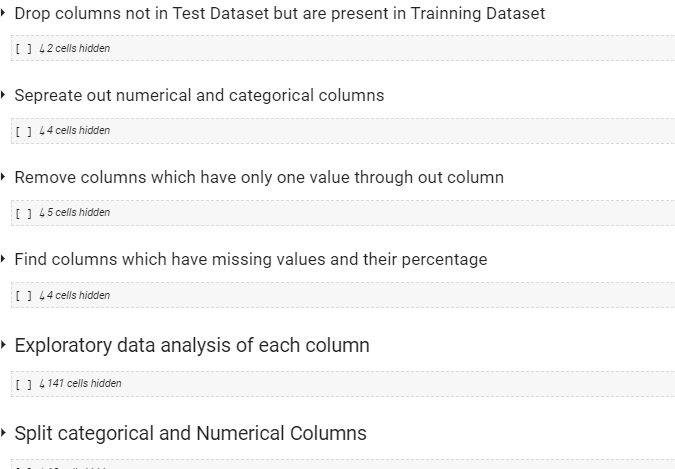 Drop columns not in Test Dataset but are present in Trainning Dataset
[ ] ↳ 2 cells hidden
Sepreate out numerical and categorical columns
[ ] ↳ 4 cells hidden
Remove columns which have only one value through out column
[ ] ↳ 5 cells hidden
Find columns which have missing values and their percentage
[ ] ↳ 4 cells hidden
Exploratory data analysis of each column
[ ] ↳ 141 cells hidden
Split categorical and Numerical Columns